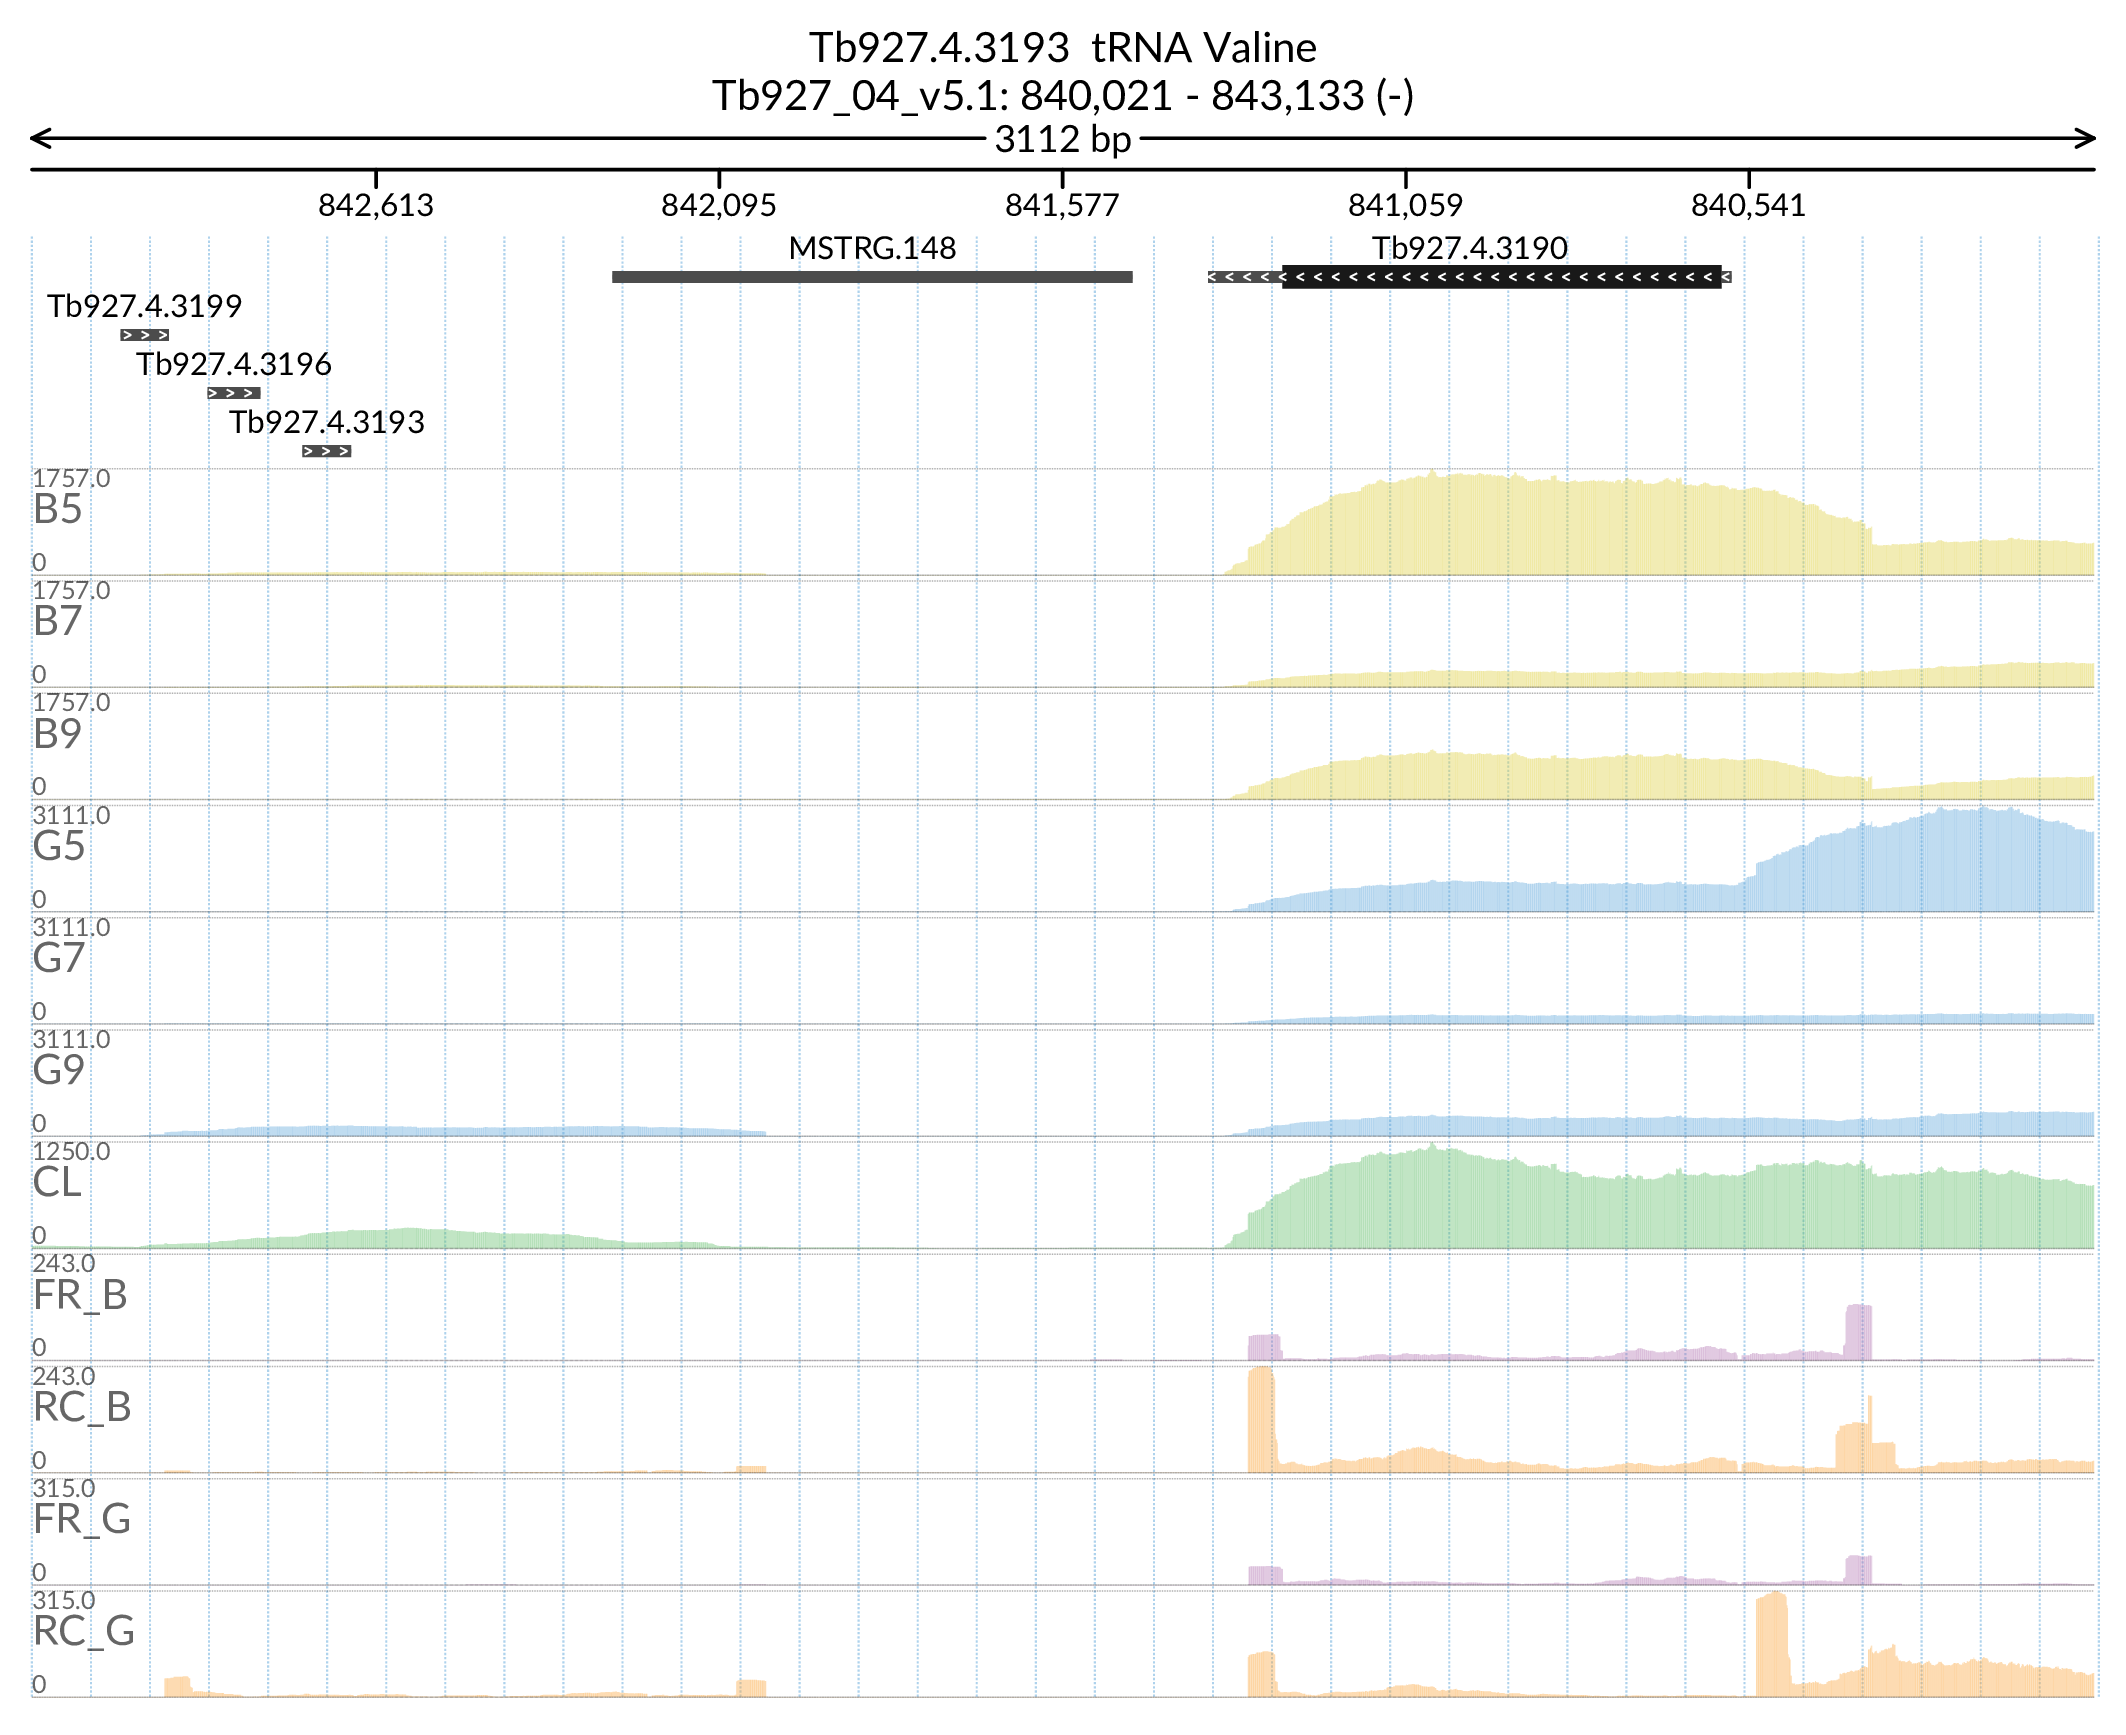 Tb927.4.3193 tRNA Valine
Tb927_04_v5.1: 840,021 - 843,133 (-)
3112 bp
842,613 842,095 841,577 841,059 840,541
MSTRG.148 Tb927.4.3190
Tb927.4.3199
Tb927.4.3196
Tb927.4.3193
1757.0
B5
0
1757.0
B7
0
1757.0
B9
0
3111.0
G5
0
3111.0
G7
0
3111.0
G9
0
1250.0
CL
0
243.0
FR_B
0
243.0
RC_B
0
315.0
FR_G
0
315.0
RC_G
0